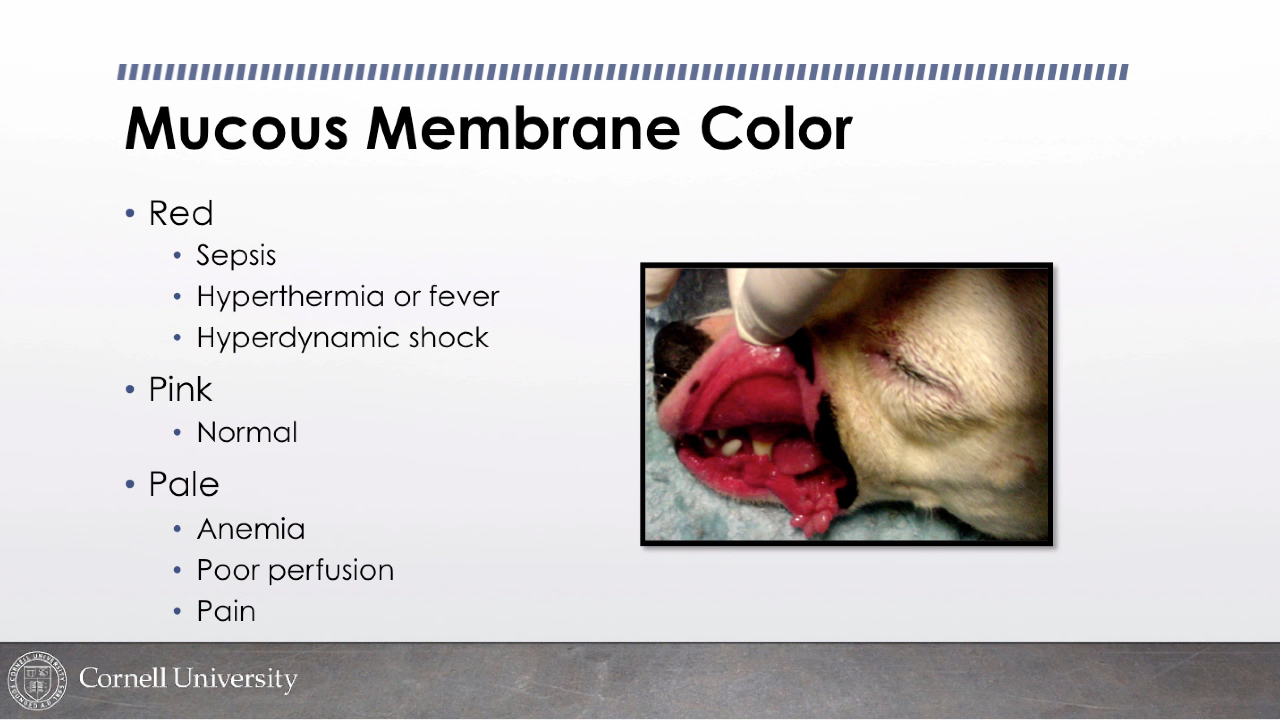 Mucous Membrane Color
• Red
• Sepsis
• Hyperthermia or fever
• Hyperdynamic shock
• Pink
• Normal
• Pale
• Anemia
• Poor perfusion
• Pain
Cornell University